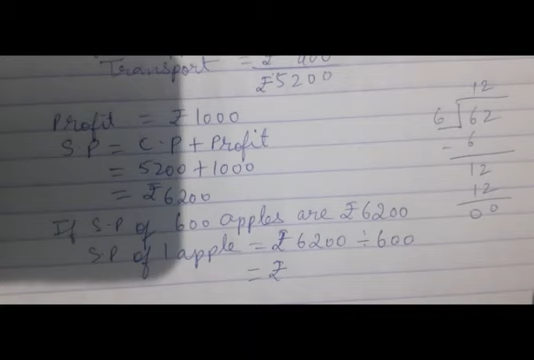 Transport = ₹ 400
₹5200
Profit = ₹1000
SP = C.P + Profit
= 5200 + 1000
= ₹6200
If S.P of 600 apples are ₹6200
S.P of 1 apple = ₹6200 ÷ 600
= ₹
12
6 62
- 6
12
12
00